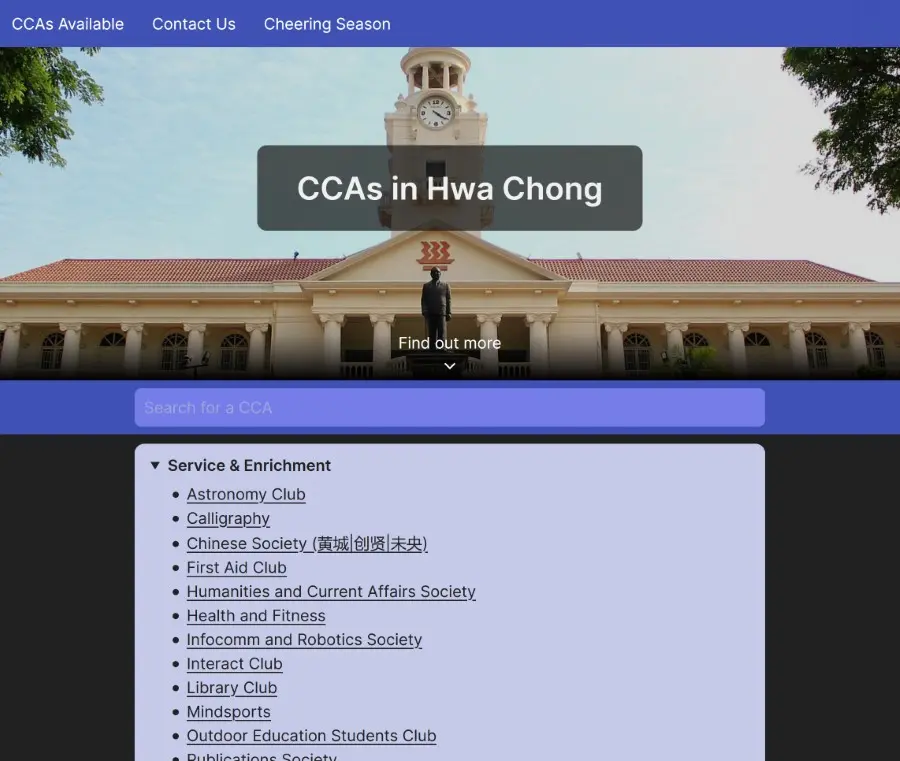 CCAs Available Contact Us Cheering Season
CCAs in Hwa Chong
Find out more
Search for a CCA
Service & Enrichment
Astronomy Club
Calligraphy
Chinese Society (黄城|创贤|未央)
First Aid Club
Humanities and Current Affairs Society
Health and Fitness
Infocomm and Robotics Society
Interact Club
Library Club
Mindsports
Outdoor Education Students Club
Publications Society